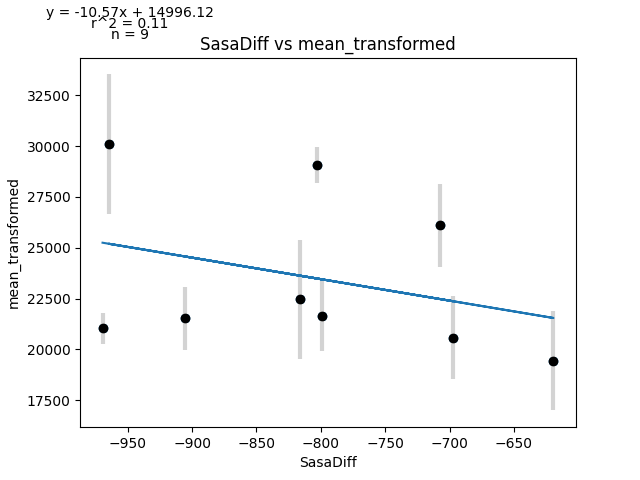 y = -10.57x + 14996.12
r^2 = 0.11
n = 9
SasaDiff vs mean_transformed
32500
30000
27500
25000
22500
20000
17500
mean_transformed
−950 −900 −850 −800 −750 −700 −650
SasaDiff